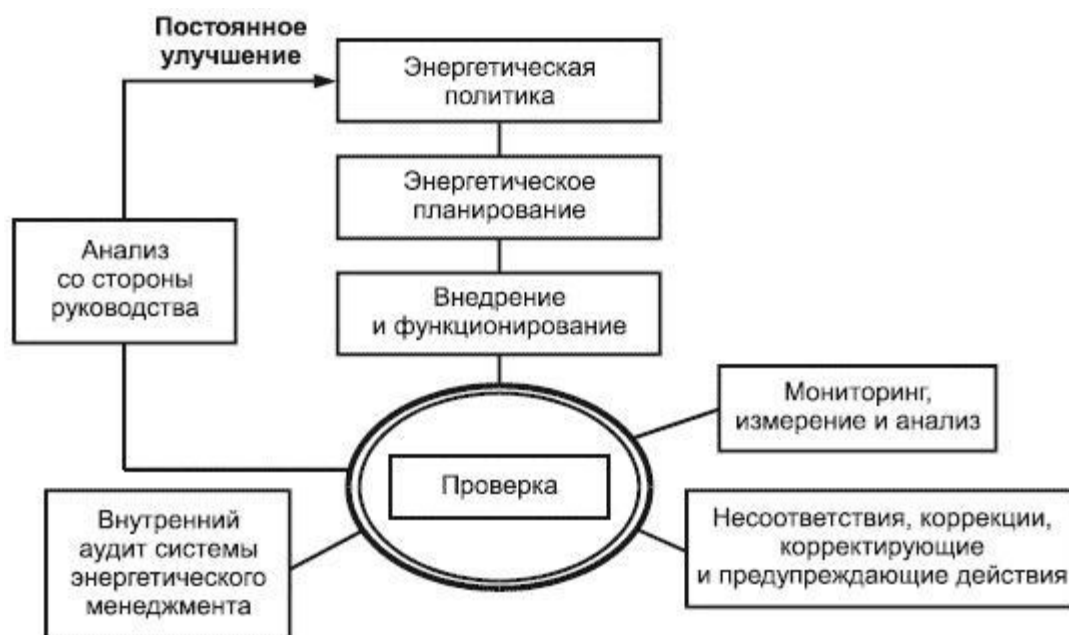 Постоянное
улучшение
Энергетическая
политика
Энергетическое
планирование
Анализ
со стороны
руководства
Внедрение
и функционирование
Мониторинг,
измерение и анализ
Проверка
Внутренний
аудит системы
энергетического
менеджмента
Несоответствия, коррекции,
корректирующие
и предупреждающие действия